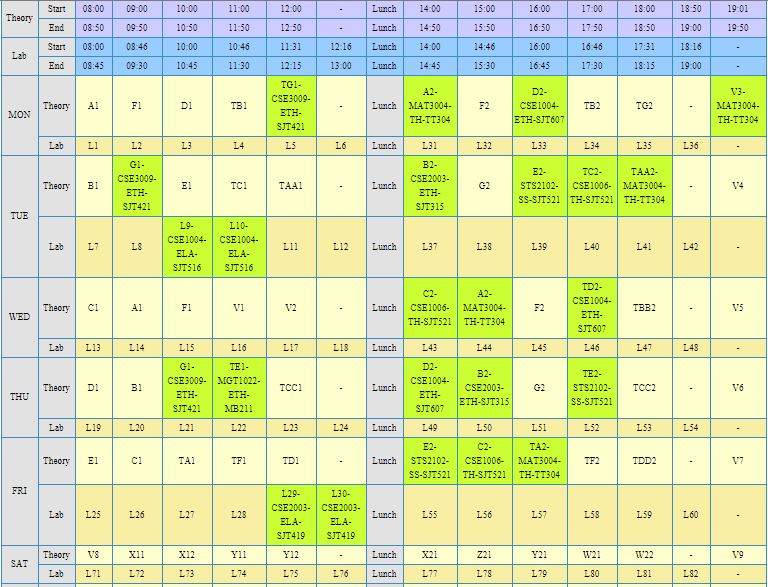 Theory Start 08:00 09:00 10:00 11:00 12:00 - Lunch 14:00 15:00 16:00 17:00 18:00 18:50 19:01
End 08:50 09:50 10:50 11:50 12:50 - Lunch 14:50 15:50 16:50 17:50 18:50 19:00 19:50
Lab Start 08:00 08:46 10:00 10:46 11:31 12:16 Lunch 14:00 14:46 16:00 16:46 17:31 18:16 -
End 08:45 09:30 10:45 11:30 12:15 13:00 Lunch 14:45 15:30 16:45 17:30 18:15 19:00 -
MON Theory A1 F1 D1 TB1 TG1-CSE3009-ETH-SJT421 - Lunch A2-MAT3004-TH-TT304 F2 D2-CSE1004-ETH-SJT607 TB2 TG2 - V3-MAT3004-TH-TT304
Lab L1 L2 L3 L4 L5 L6 Lunch L31 L32 L33 L34 L35 L36 -
TUE Theory B1 G1-CSE3009-ETH-SJT421 E1 TC1 TAA1 - Lunch B2-CSE2003-ETH-SJT315 G2 E2-STS2102-SS-SJT521 TC2-CSE1006-TH-SJT521 TAA2-MAT3004-TH-TT304 - V4
Lab L7 L8 L9-CSE1004-ELA-SJT516 L10-CSE1004-ELA-SJT516 L11 L12 Lunch L37 L38 L39 L40 L41 L42 -
WED Theory C1 A1 F1 V1 V2 - Lunch C2-CSE1006-TH-SJT521 A2-MAT3004-TH-TT304 F2 TD2-CSE1004-ETH-SJT607 TBB2 - V5
Lab L13 L14 L15 L16 L17 L18 Lunch L43 L44 L45 L46 L47 L48 -
THU Theory D1 B1 G1-CSE3009-ETH-SJT421 TE1-MGT1022-ETH-MB211 TCC1 - Lunch D2-CSE1004-ETH-SJT607 B2-CSE2003-ETH-SJT315 G2 TE2-STS2102-SS-SJT521 TCC2 - V6
Lab L19 L20 L21 L22 L23 L24 Lunch L49 L50 L51 L52 L53 L54 -
FRI Theory E1 C1 TA1 TF1 TD1 - Lunch E2-STS2102-SS-SJT521 C2-CSE1006-TH-SJT521 TA2-MAT3004-TH-TT304 TF2 TDD2 - V7
Lab L25 L26 L27 L28 L29-CSE2003-ELA-SJT419 L30-CSE2003-ELA-SJT419 Lunch L55 L56 L57 L58 L59 L60 -
SAT Theory V8 X11 X12 Y11 Y12 - Lunch X21 Z21 Y21 W21 W22 - V9
Lab L71 L72 L73 L74 L75 L76 Lunch L77 L78 L79 L80 L81 L82 -